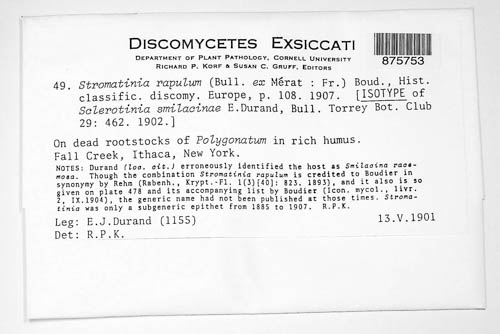 DISCOMYCETES EXSICCATI
DEPARTMENT OF PLANT PATHOLOGY, CORNELL UNIVERSITY
RICHARD P. KORF & SUSAN C. GRUFF, EDITORS
875753
49. Stromatinia rapulum (Bull. ex Mérat : Fr.) Boud., Hist.
classific. discomy. Europe, p. 108. 1907. [ISOTYPE of
Sclerotinia smilacinae E.Durand, Bull. Torrey Bot. Club
29: 462. 1902.]
On dead rootstocks of Polygonatum in rich humus.
Fall Creek, Ithaca, New York.
NOTES: Durand (loc. cit.) erroneously identified the host as Smilacina race-
mosa. Though the combination Stromatinia rapulum is credited to Boudier in
synonymy by Rehm (Rabenh., Krypt.-Fl. 1(3)[40]: 823. 1893), and it also is so
given on plate 478 and its accompanying list by Boudier (Icon. mycol., livr.
2, IX.1904), the generic name had not been published at those times. Stroma-
tinia was only a subgeneric epithet from 1885 to 1907. R.P.K.
Leg: E.J.Durand (1155) 13.V.1901
Det: R.P.K.